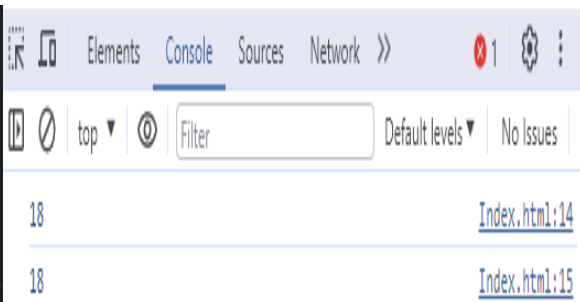 Elements Console Sources Network 1
top Filter Default levels No Issues
18 Index.html:14
18 Index.html:15